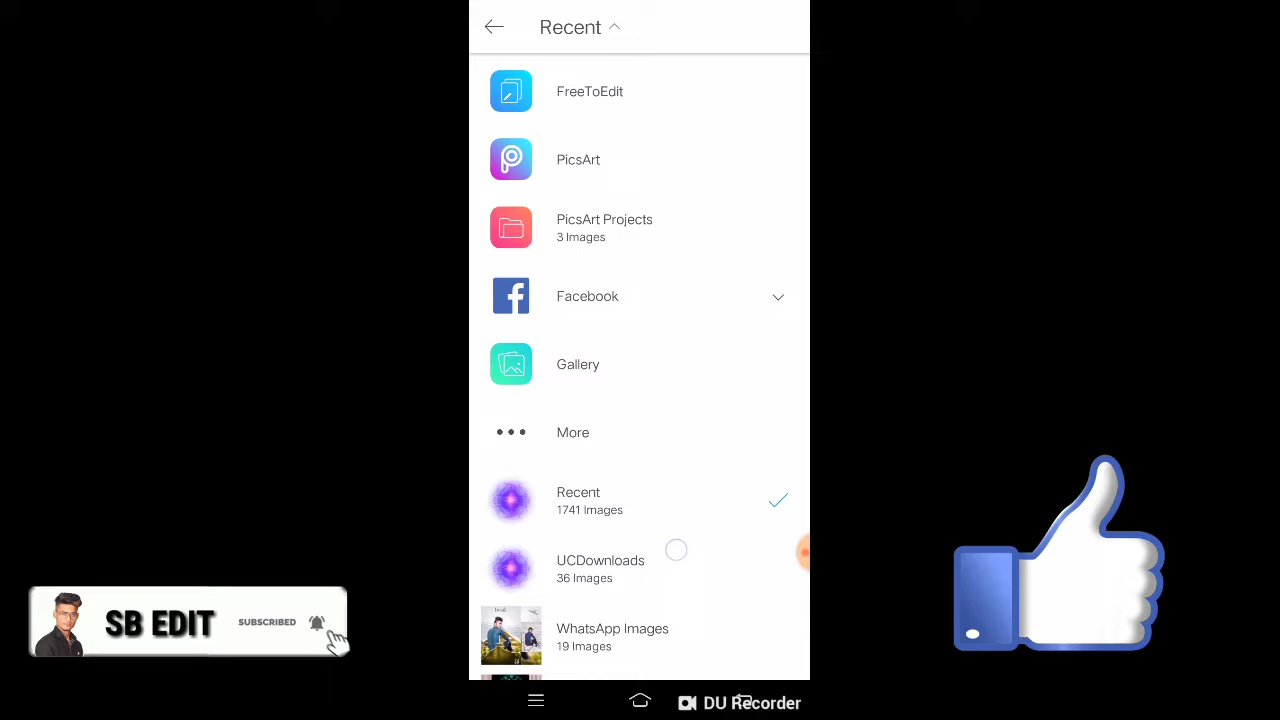 Recent
FreeToEdit
PicsArt
PicsArt Projects
3 Images
Facebook
Gallery
More
Recent
1741 Images
UCDownloads
36 Images
WhatsApp Images
19 Images
SB EDIT
SUBSCRIBED
DU Recorder